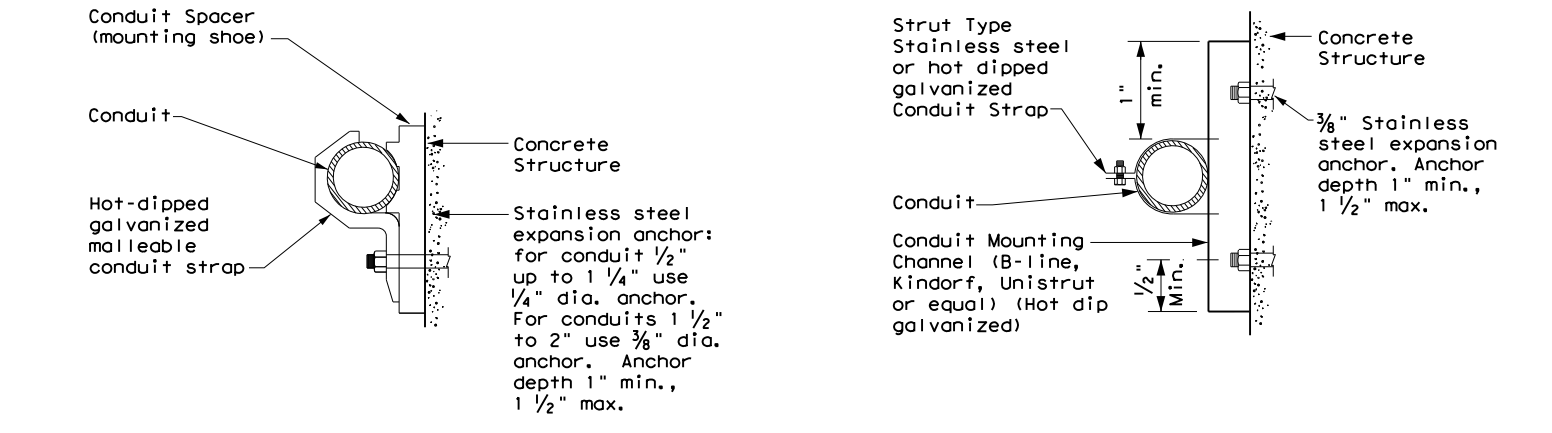 Conduit Spacer
(mounting shoe)
Conduit
Hot-dipped
galvanized
malleable
conduit strap
Concrete
Structure
Stainless steel
expansion anchor:
for conduit 1/2"
up to 1 1/4" use
1/4" dia. anchor.
For conduits 1 1/2"
to 2" use 3/8" dia.
anchor. Anchor
depth 1" min.,
1 1/2" max.
Strut Type
Stainless steel
or hot dipped
galvanized
Conduit Strap
1"
min.
Conduit
Conduit Mounting
Channel (B-line,
Kindorf, Unistrut
or equal) (Hot dip
galvanized)
1/2"
Min.
Concrete
Structure
3/8" Stainless
steel expansion
anchor. Anchor
depth 1" min.,
1 1/2" max.